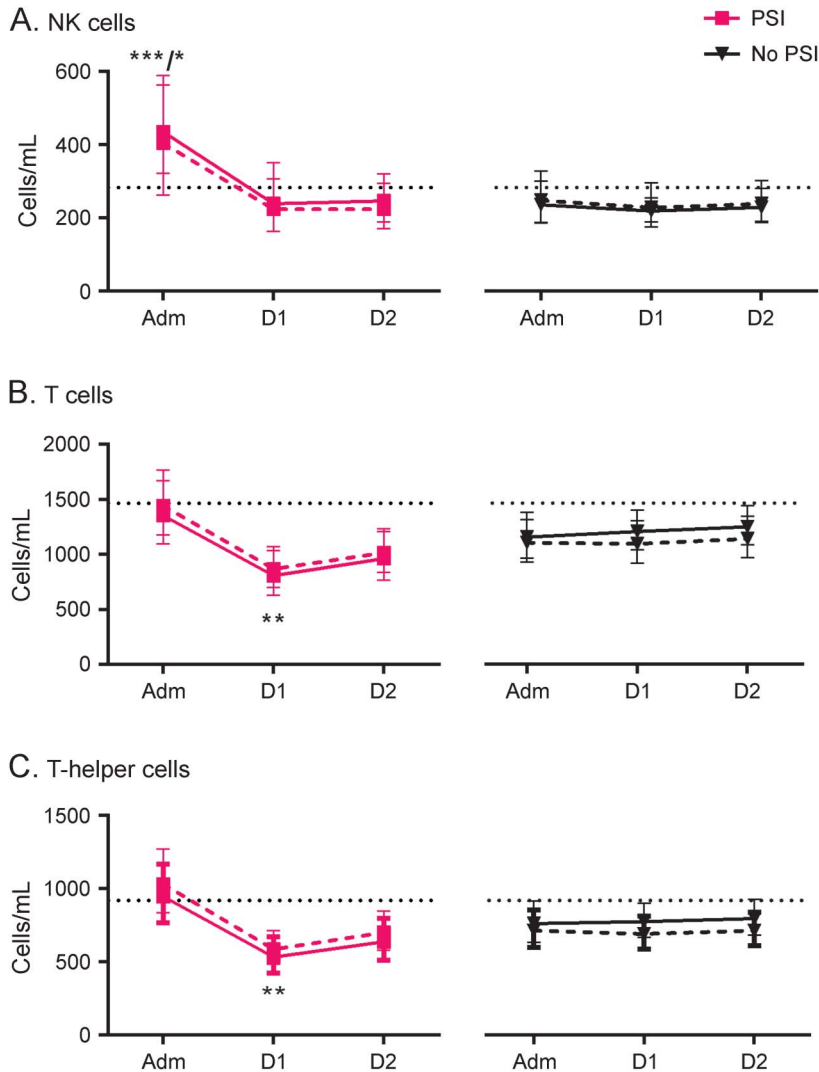 A. NK cells
PSI
No PSI
***/*
600
400
200
0
Cells/mL
Adm D1 D2
Adm D1 D2
B. T cells
2000
1500
1000
500
0
Cells/mL
**
Adm D1 D2
Adm D1 D2
C. T-helper cells
1500
1000
500
0
Cells/mL
**
Adm D1 D2
Adm D1 D2